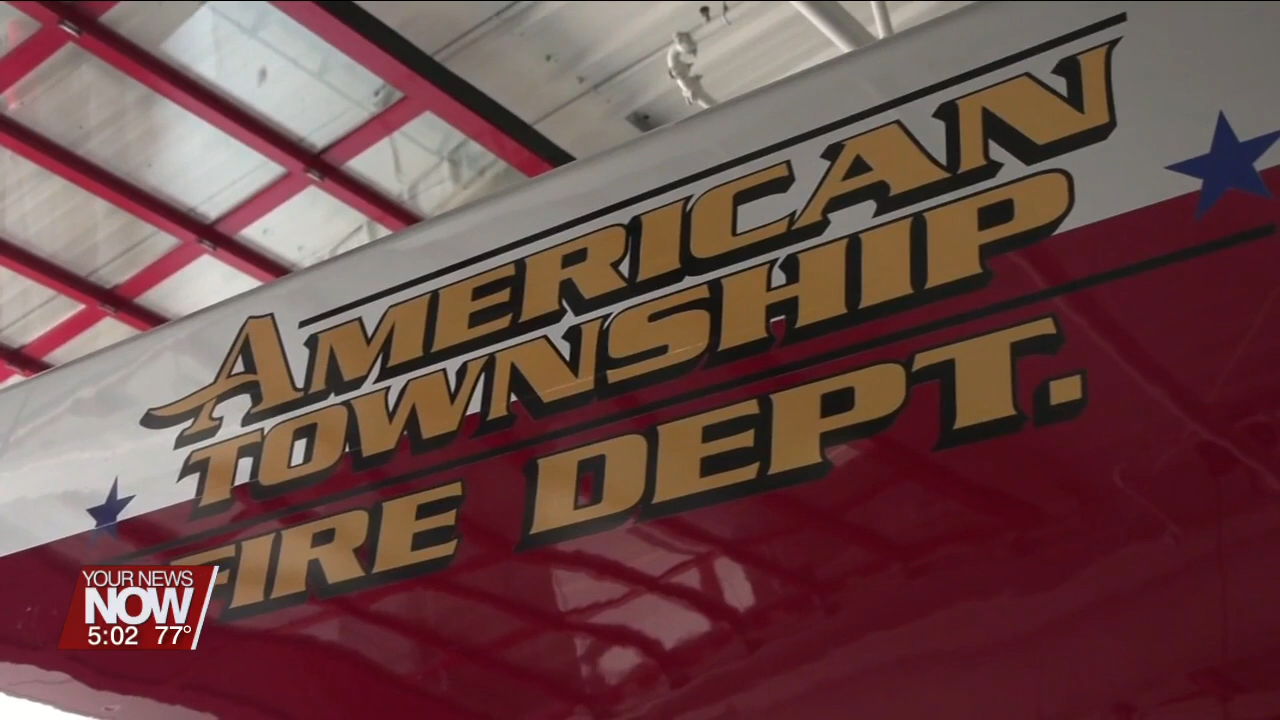 AMERICAN
TOWNSHIP
FIRE DEPT.
YOUR NEWS
NOW
5:02 77°